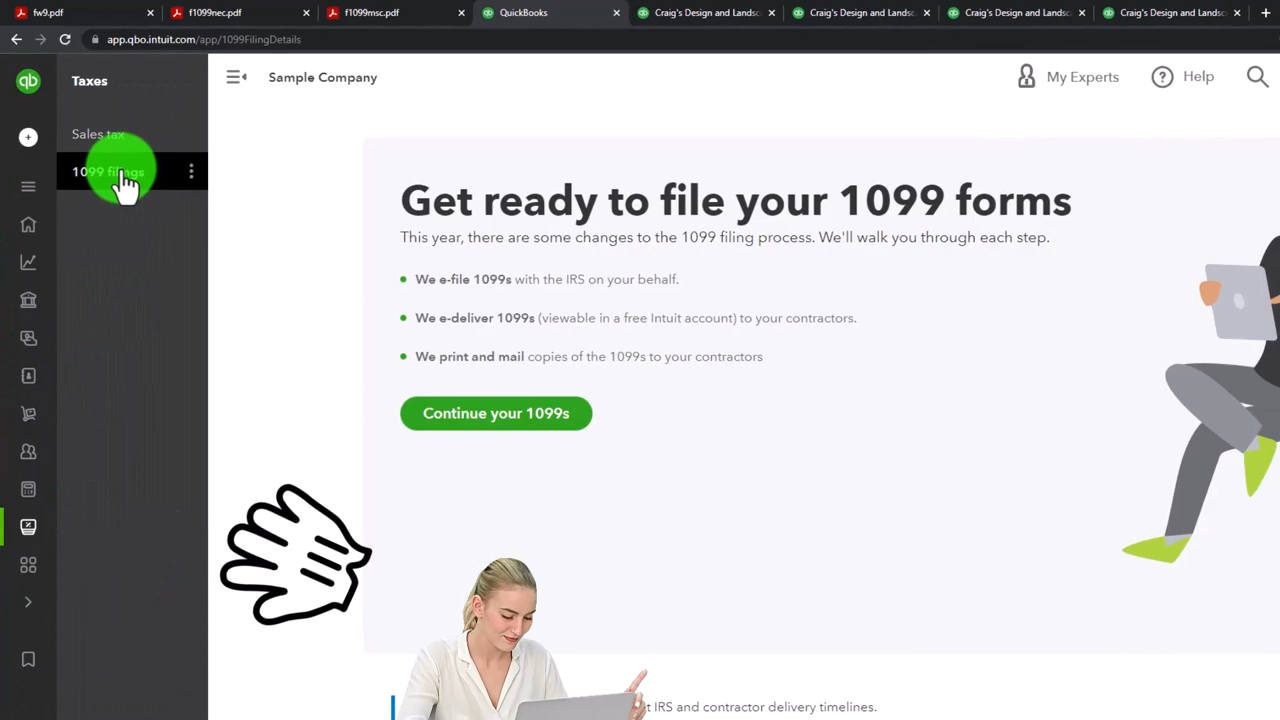 fw9.pdf
f1099nec.pdf
f1099msc.pdf
QuickBooks
Craig's Design and Landsc
Craig's Design and Landsc
Craig's Design and Landsc
Craig's Design and Landsc
app.qbo.intuit.com/app/1099FilingDetails
qb
Taxes
Sample Company
My Experts
Help
Sales tax
1099 filings
Get ready to file your 1099 forms
This year, there are some changes to the 1099 filing process. We'll walk you through each step.
We e-file 1099s with the IRS on your behalf.
We e-deliver 1099s (viewable in a free Intuit account) to your contractors.
We print and mail copies of the 1099s to your contractors
Continue your 1099s
IRS and contractor delivery timelines.